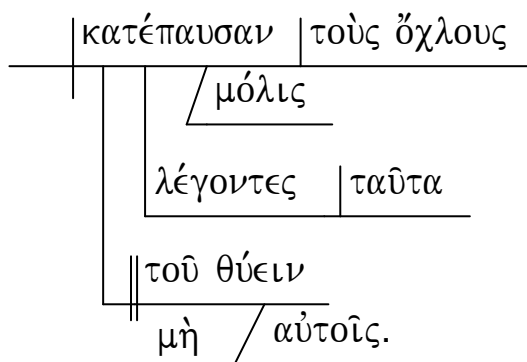 κατέπαυσαν τοὺς ὄχλους
μόλις
λέγοντες ταῦτα
τοῦ θύειν
μὴ αὐτοῖς.